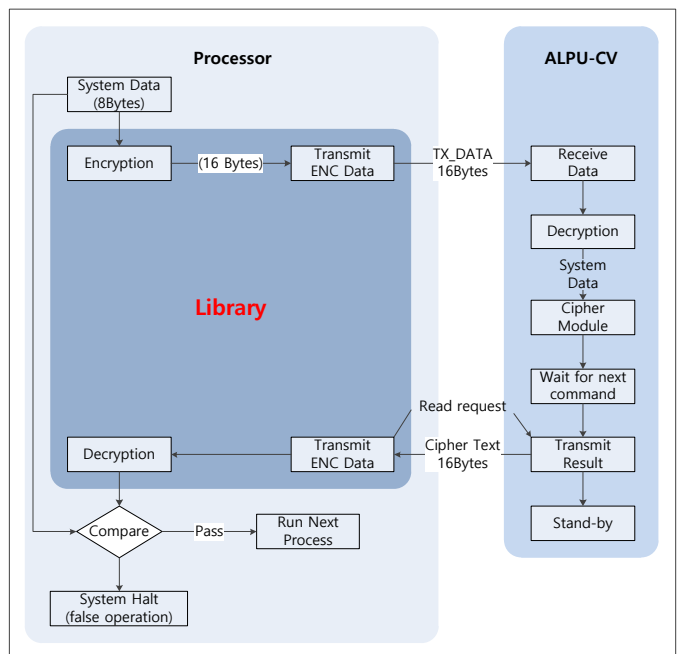 Processor
ALPU-CV
System Data
(8Bytes)
Encryption
(16 Bytes)
Transmit
ENC Data
TX_DATA
16Bytes
Receive
Data
Decryption
System
Data
Cipher
Module
Library
Wait for next
command
Read request
Decryption
Transmit
ENC Data
Cipher Text
16Bytes
Transmit
Result
Compare
Pass
Run Next
Process
Stand-by
System Halt
(false operation)